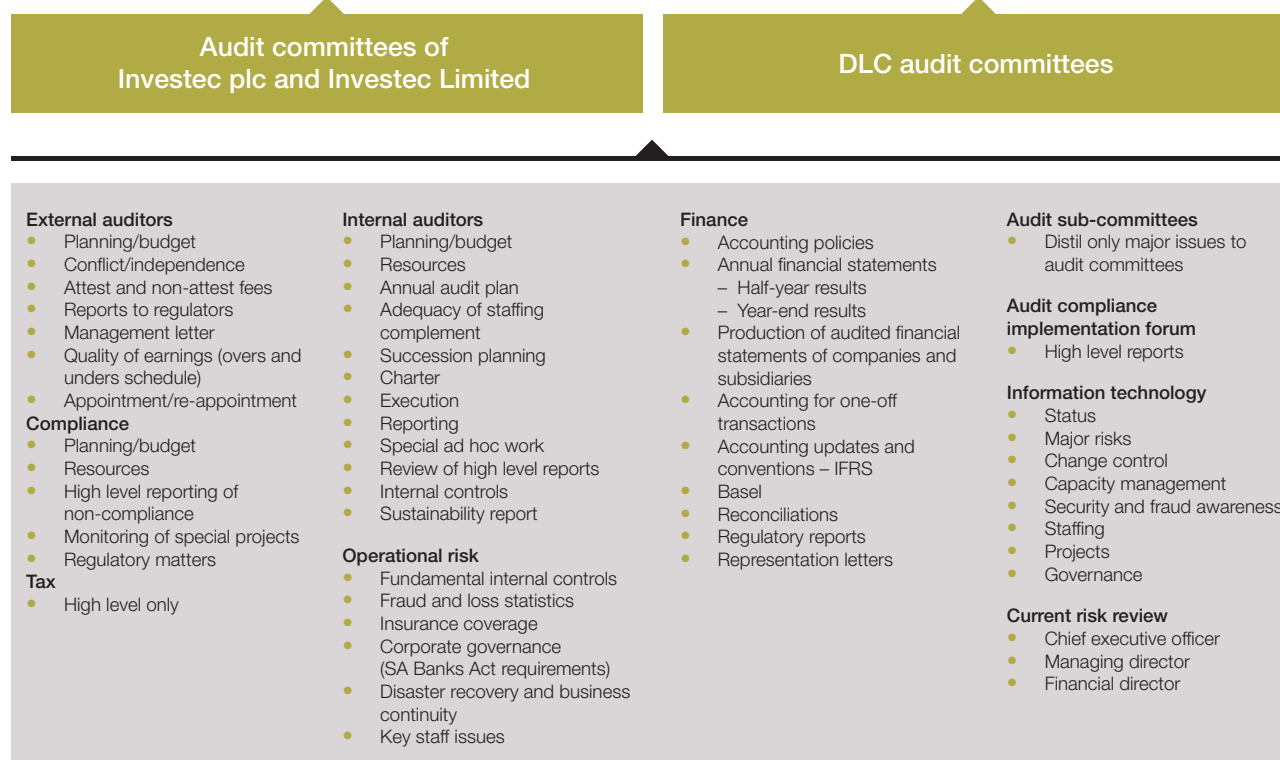 Audit committees of
Investec plc and Investec Limited
DLC audit committees
External auditors
• Planning/budget
• Conflict/independence
• Attest and non-attest fees
• Reports to regulators
• Management letter
• Quality of earnings (overs and
unders schedule)
• Appointment/re-appointment
Compliance
• Planning/budget
• Resources
• High level reporting of
non-compliance
• Monitoring of special projects
• Regulatory matters
Tax
• High level only
Internal auditors
• Planning/budget
• Resources
• Annual audit plan
• Adequacy of staffing
complement
• Succession planning
• Charter
• Execution
• Reporting
• Special ad hoc work
• Review of high level reports
• Internal controls
• Sustainability report
Operational risk
• Fundamental internal controls
• Fraud and loss statistics
• Insurance coverage
• Corporate governance
(SA Banks Act requirements)
• Disaster recovery and business
continuity
• Key staff issues
Finance
• Accounting policies
• Annual financial statements
– Half-year results
– Year-end results
• Production of audited financial
statements of companies and
subsidiaries
• Accounting for one-off
transactions
• Accounting updates and
conventions – IFRS
• Basel
• Reconciliations
• Regulatory reports
• Representation letters
Audit sub-committees
• Distil only major issues to
audit committees
Audit compliance
implementation forum
• High level reports
Information technology
• Status
• Major risks
• Change control
• Capacity management
• Security and fraud awareness
• Staffing
• Projects
• Governance
Current risk review
• Chief executive officer
• Managing director
• Financial director